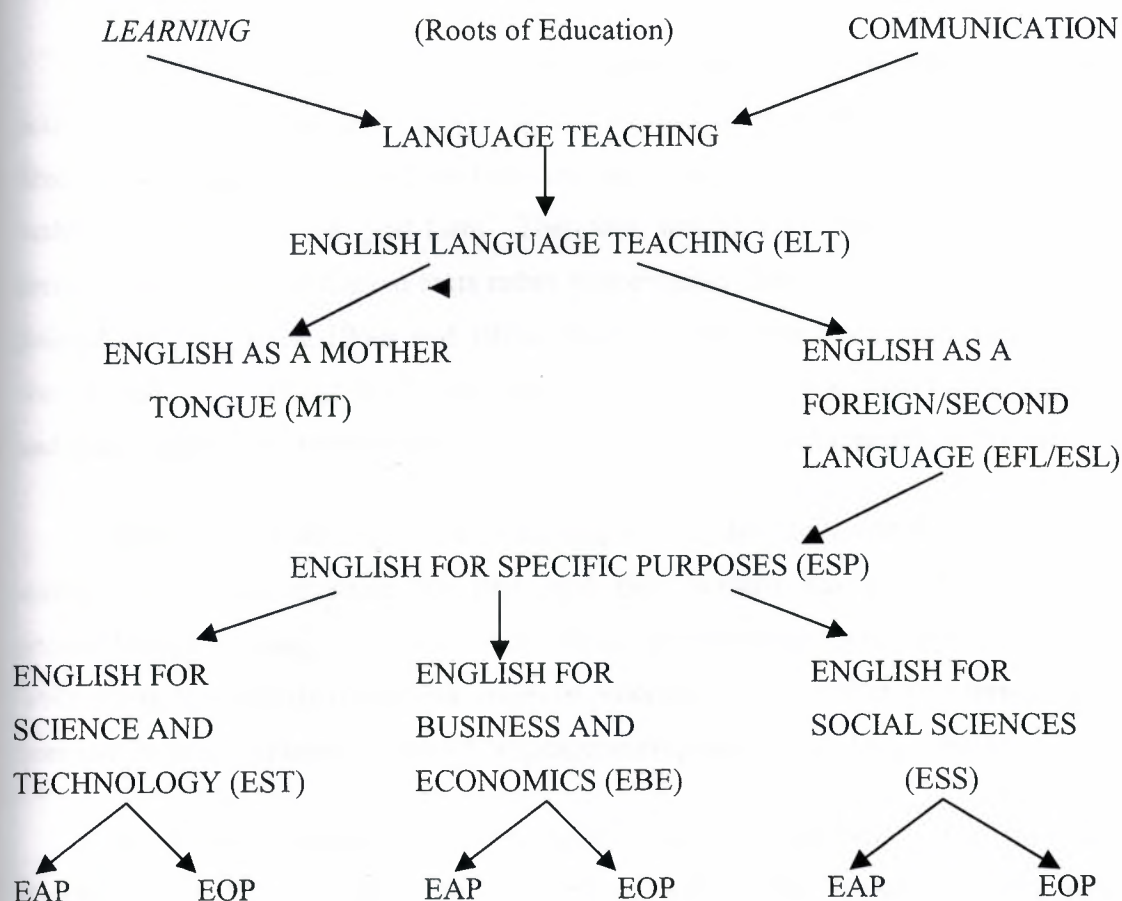 LEARNING (Roots of Education) COMMUNICATION
LANGUAGE TEACHING
ENGLISH LANGUAGE TEACHING (ELT)
ENGLISH AS A MOTHER
TONGUE (MT)
ENGLISH AS A
FOREIGN/SECOND
LANGUAGE (EFL/ESL)
ENGLISH FOR SPECIFIC PURPOSES (ESP)
ENGLISH FOR
SCIENCE AND
TECHNOLOGY (EST)
ENGLISH FOR
BUSINESS AND
ECONOMICS (EBE)
ENGLISH FOR
SOCIAL SCIENCES
(ESS)
EAP EOP EAP EOP EAP EOP